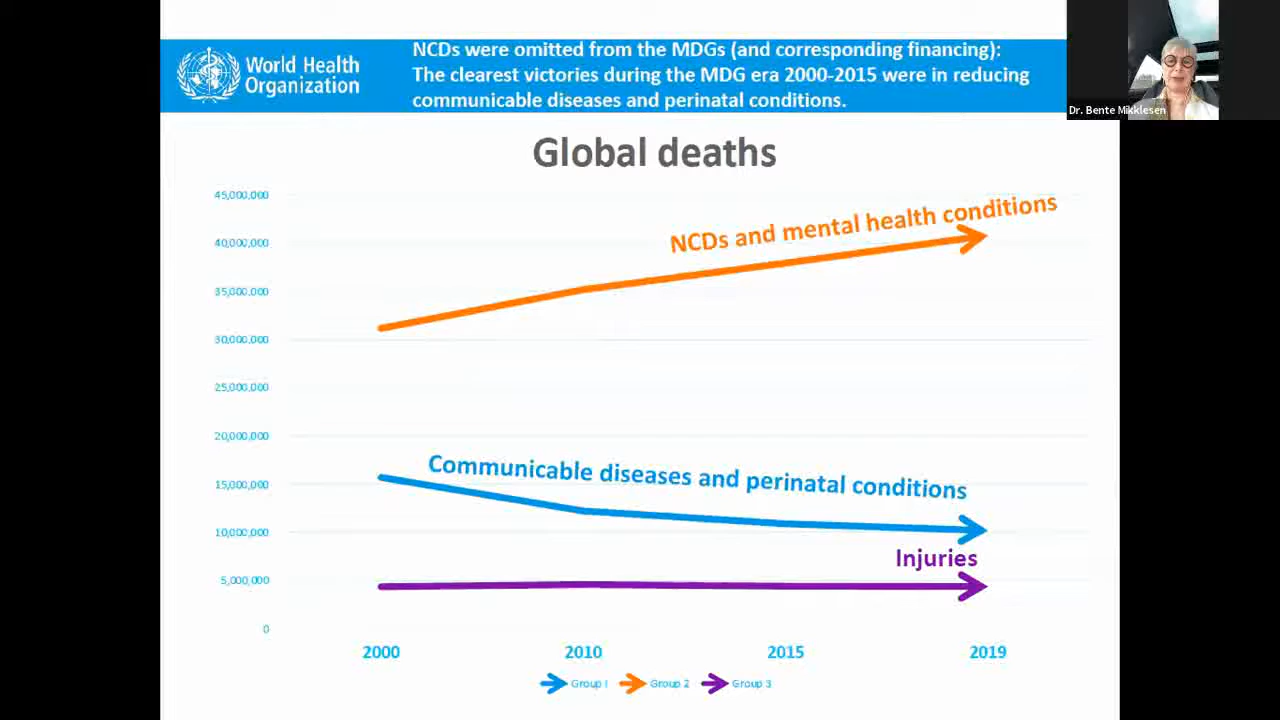 World Health
Organization
NCDs were omitted from the MDGs (and corresponding financing):
The clearest victories during the MDG era 2000-2015 were in reducing
communicable diseases and perinatal conditions.
Dr. Bente Mikklesen
Global deaths
45,000,000
40,000,000
35,000,000
30,000,000
25,000,000
20,000,000
15,000,000
10,000,000
5,000,000
0
NCDs and mental health conditions
Communicable diseases and perinatal conditions
Injuries
2000 2010 2015 2019
Group I Group 2 Group 3